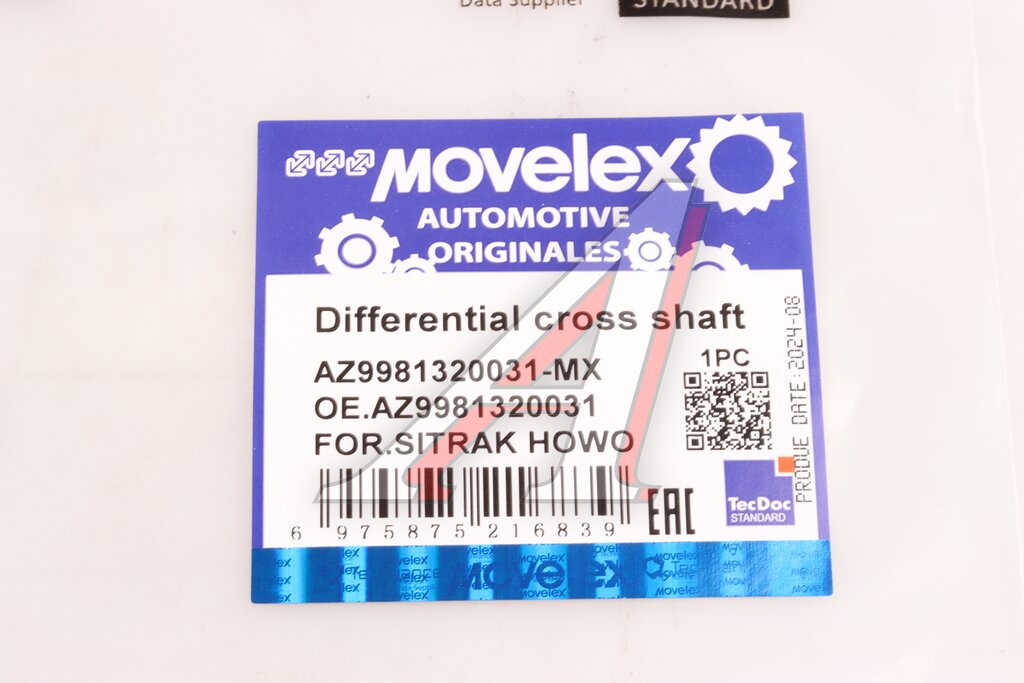 Data Supplier
STANDARD
Movelex
AUTOMOTIVE
ORIGINALES
Differential cross shaft
AZ9981320031-MX
OE.AZ9981320031
FOR.SITRAK HOWO
1PC
PRODUE DATE:2024-08
TecDoc
STANDARD
6 975875 216839
EAC
Movelex